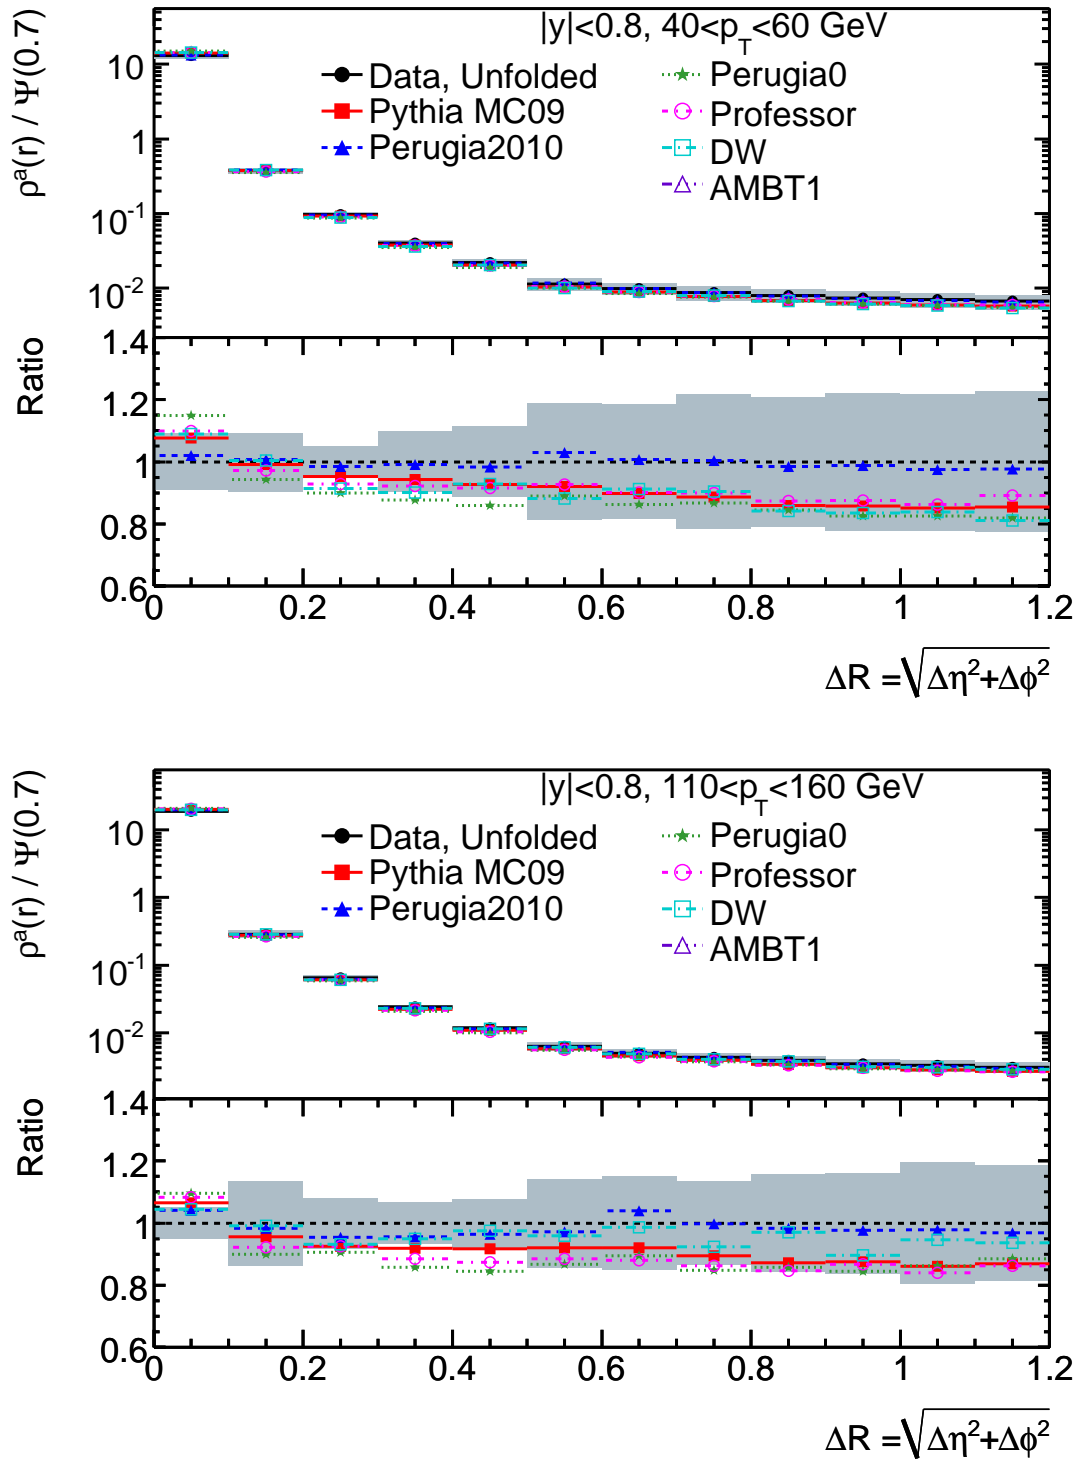 |y|<0.8, 40<p_T<60 GeV
ρᵃ(r) / Ψ(0.7)
10
1
10⁻¹
10⁻²
Data, Unfolded
Pythia MC09
Perugia2010
Perugia0
Professor
DW
AMBT1
Ratio
1.4
1.2
1
0.8
0.6
0 0.2 0.4 0.6 0.8 1 1.2
ΔR = √Δη²+Δϕ²
|y|<0.8, 110<p_T<160 GeV
ρᵃ(r) / Ψ(0.7)
10
1
10⁻¹
10⁻²
Data, Unfolded
Pythia MC09
Perugia2010
Perugia0
Professor
DW
AMBT1
Ratio
1.4
1.2
1
0.8
0.6
0 0.2 0.4 0.6 0.8 1 1.2
ΔR = √Δη²+Δϕ²